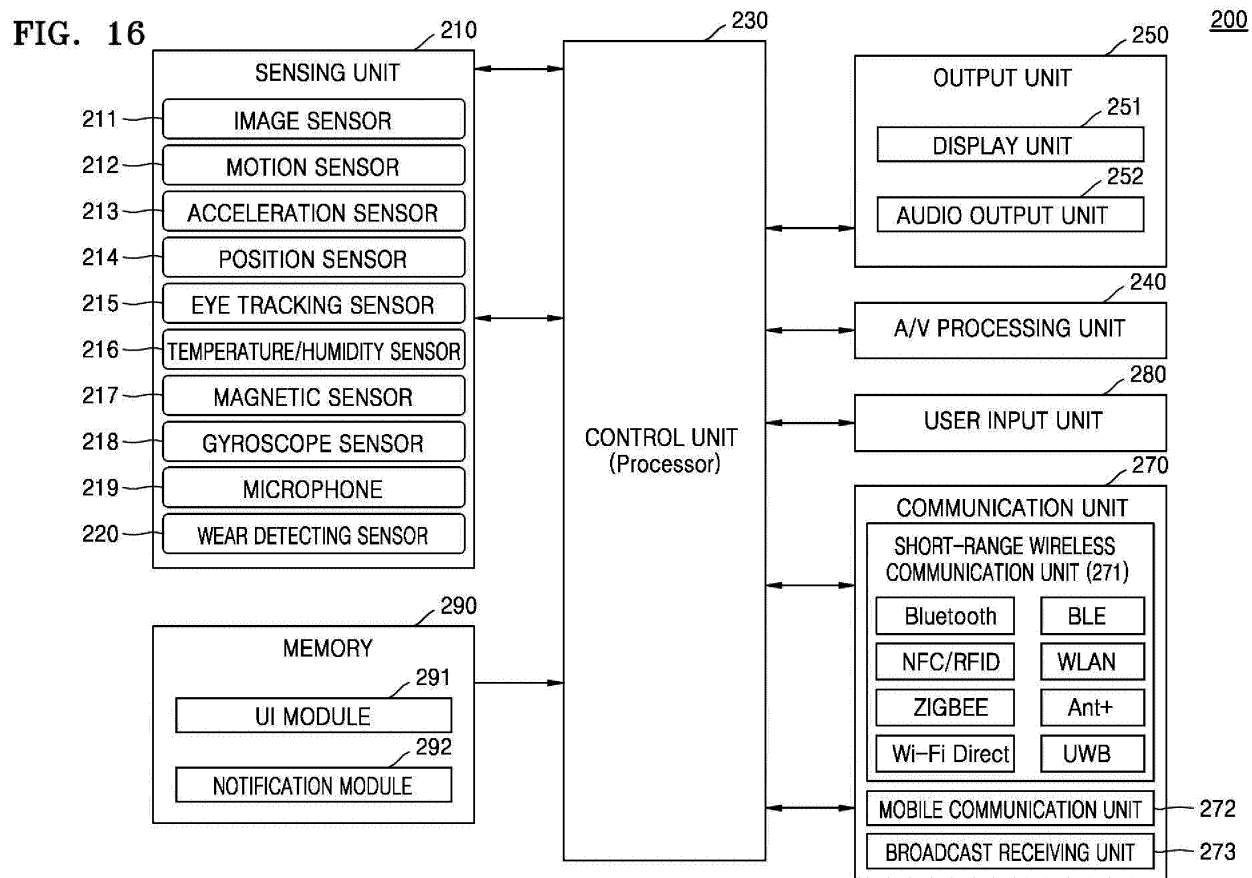 FIG. 16
200
210
SENSING UNIT
211
IMAGE SENSOR
212
MOTION SENSOR
213
ACCELERATION SENSOR
214
POSITION SENSOR
215
EYE TRACKING SENSOR
216
TEMPERATURE/HUMIDITY SENSOR
217
MAGNETIC SENSOR
218
GYROSCOPE SENSOR
219
MICROPHONE
220
WEAR DETECTING SENSOR
290
MEMORY
291
UI MODULE
292
NOTIFICATION MODULE
230
CONTROL UNIT
(Processor)
250
OUTPUT UNIT
251
DISPLAY UNIT
252
AUDIO OUTPUT UNIT
240
A/V PROCESSING UNIT
280
USER INPUT UNIT
270
COMMUNICATION UNIT
SHORT-RANGE WIRELESS
COMMUNICATION UNIT (271)
Bluetooth
BLE
NFC/RFID
WLAN
ZIGBEE
Ant+
Wi-Fi Direct
UWB
MOBILE COMMUNICATION UNIT
272
BROADCAST RECEIVING UNIT
273